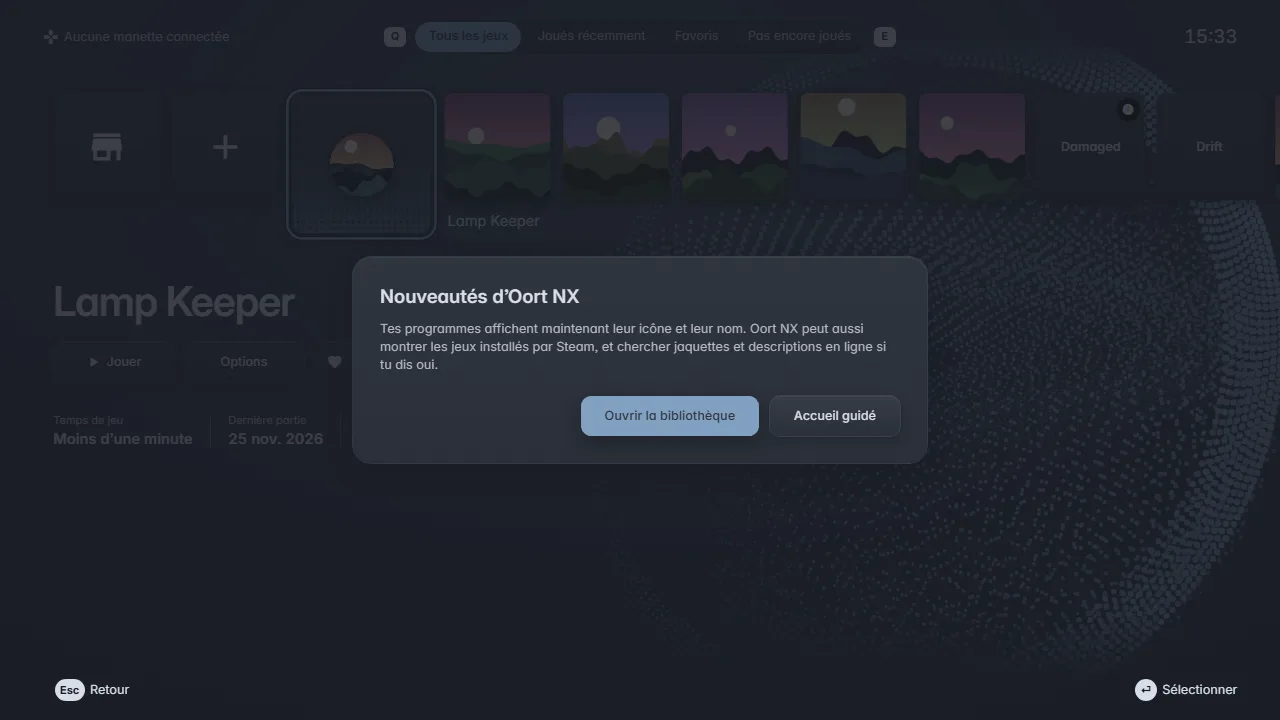 Aucune manette connectée
Q
Tous les jeux
Joués récemment
Favoris
Pas encore joués
E
15:33
Damaged
Drift
Lamp Keeper
Lamp Keeper
Jouer
Options
Temps de jeu
Dernière partie
Moins d'une minute
25 nov. 2026
Nouveautés d'Oort NX
Tes programmes affichent maintenant leur icône et leur nom. Oort NX peut aussi
montrer les jeux installés par Steam, et chercher jaquettes et descriptions en ligne si
tu dis oui.
Ouvrir la bibliothèque
Accueil guidé
Esc Retour
Sélectionner